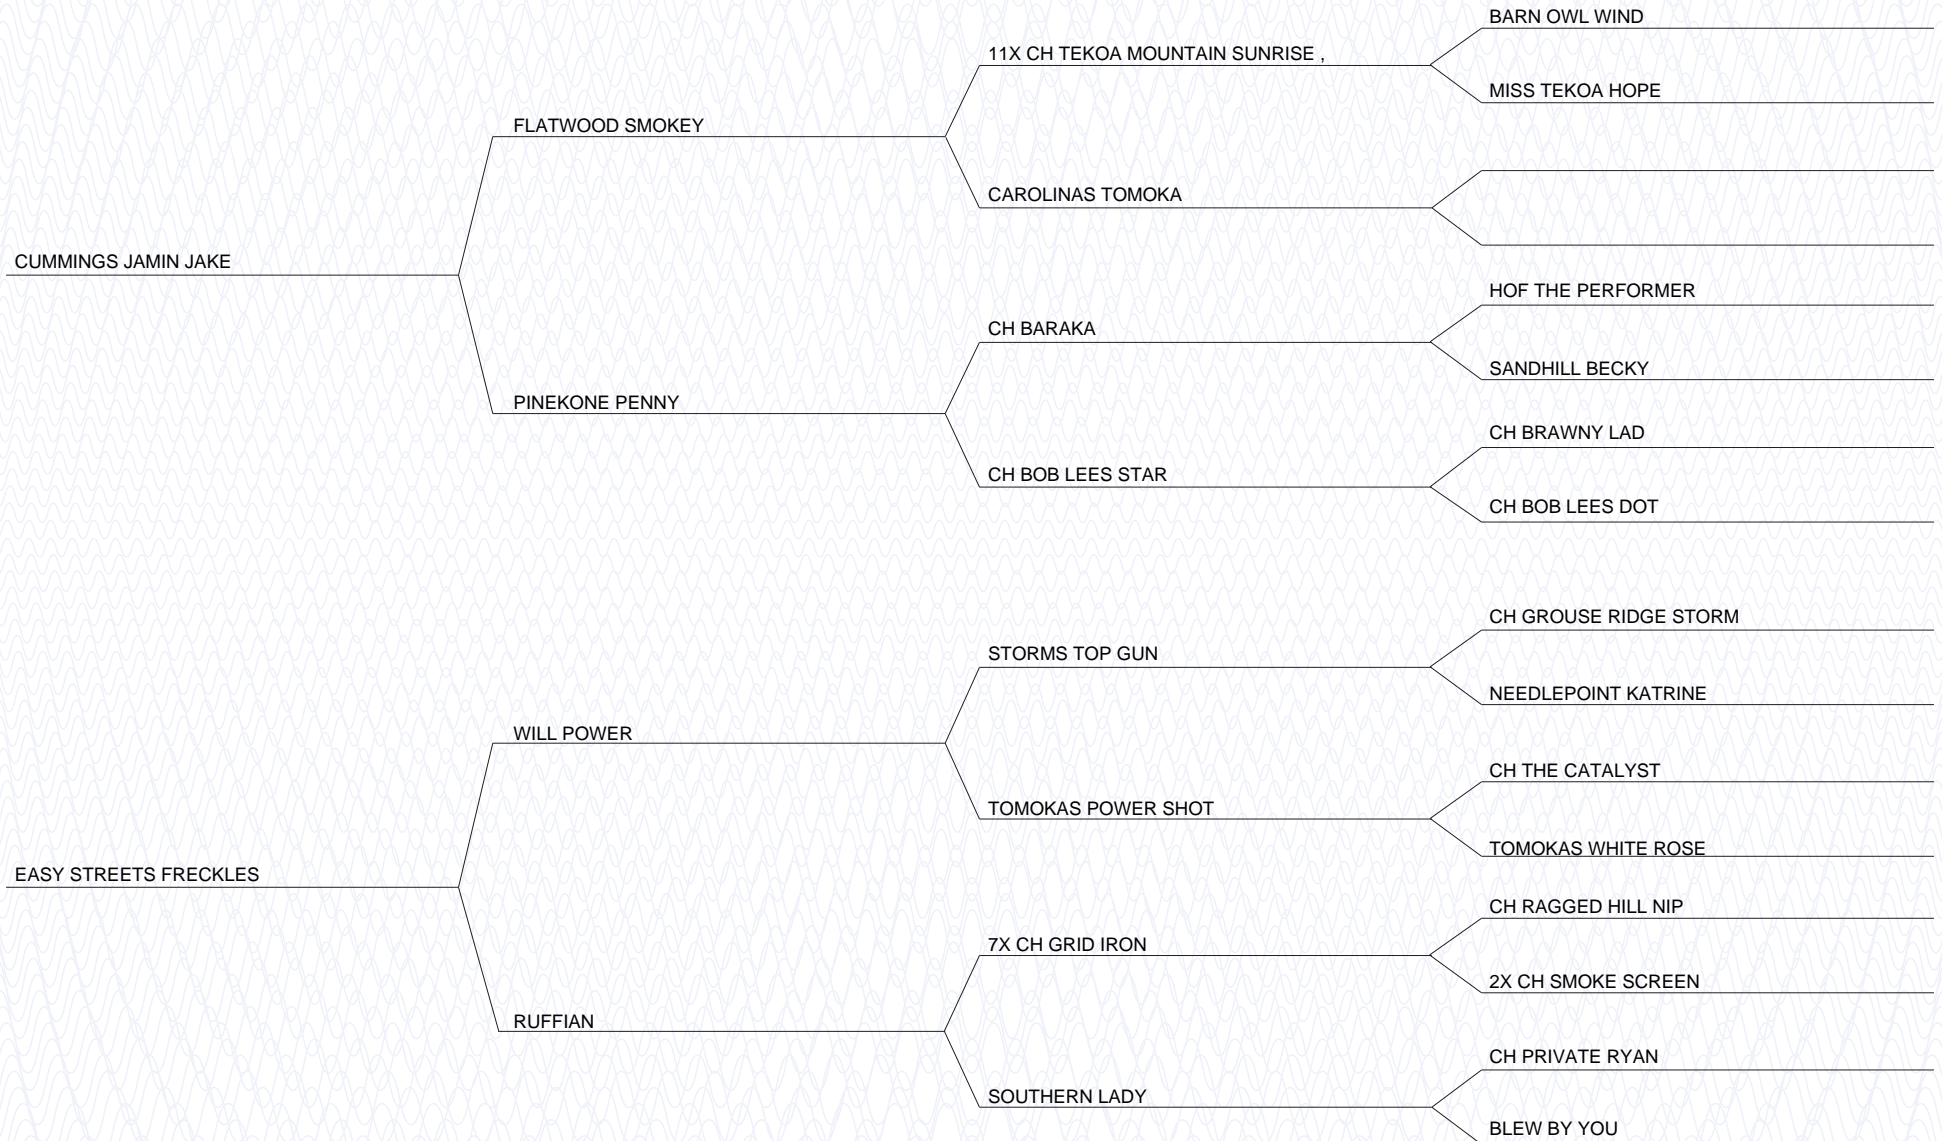 BARN OWL WIND
11X CH TEKOA MOUNTAIN SUNRISE ,
MISS TEKOA HOPE
FLATWOOD SMOKEY
CAROLINAS TOMOKA
CUMMINGS JAMIN JAKE
HOF THE PERFORMER
CH BARAKA
SANDHILL BECKY
PINEKONE PENNY
CH BRAWNY LAD
CH BOB LEES STAR
CH BOB LEES DOT
CH GROUSE RIDGE STORM
STORMS TOP GUN
NEEDLEPOINT KATRINE
WILL POWER
CH THE CATALYST
TOMOKAS POWER SHOT
TOMOKAS WHITE ROSE
EASY STREETS FRECKLES
CH RAGGED HILL NIP
7X CH GRID IRON
2X CH SMOKE SCREEN
RUFFIAN
CH PRIVATE RYAN
SOUTHERN LADY
BLEW BY YOU